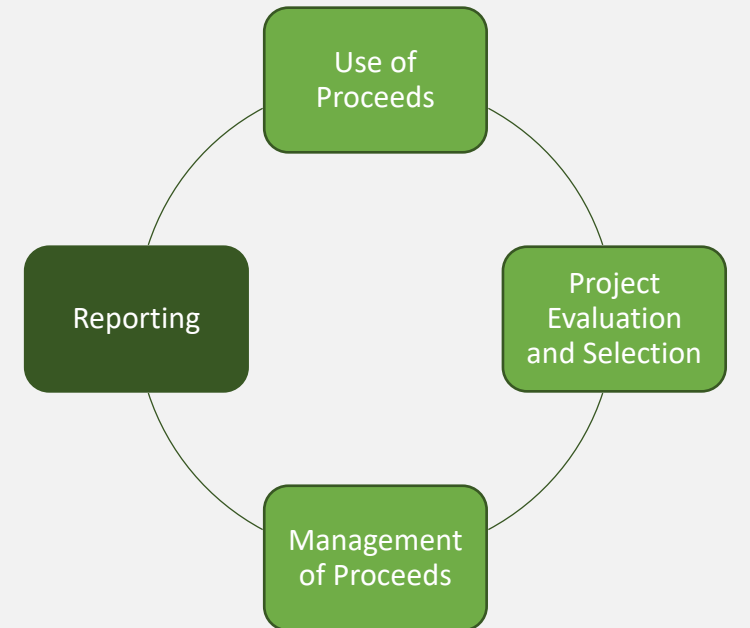 Use of
Proceeds
Project
Evaluation
and Selection
Management
of Proceeds
Reporting